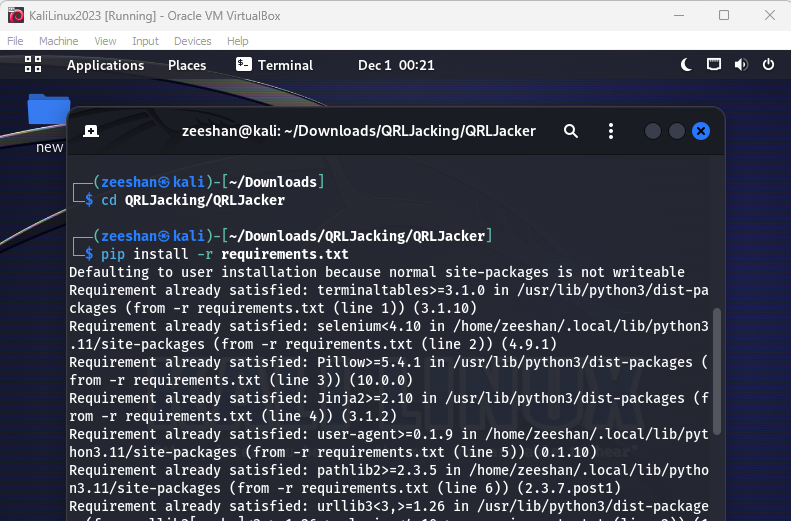 KaliLinux2023 [Running] - Oracle VM VirtualBox
File Machine View Input Devices Help
Applications Places Terminal Dec 1 00:21
new
zeeshan@kali: ~/Downloads/QRLJacking/QRLJacker
┌──(zeeshan㉿kali)-[~/Downloads]
└─$ cd QRLJacking/QRLJacker
┌──(zeeshan㉿kali)-[~/Downloads/QRLJacking/QRLJacker]
└─$ pip install -r requirements.txt
Defaulting to user installation because normal site-packages is not writeable
Requirement already satisfied: terminaltables>=3.1.0 in /usr/lib/python3/dist-pa
ckages (from -r requirements.txt (line 1)) (3.1.10)
Requirement already satisfied: selenium<4.10 in /home/zeeshan/.local/lib/python3
.11/site-packages (from -r requirements.txt (line 2)) (4.9.1)
Requirement already satisfied: Pillow>=5.4.1 in /usr/lib/python3/dist-packages (
from -r requirements.txt (line 3)) (10.0.0)
Requirement already satisfied: Jinja2>=2.10 in /usr/lib/python3/dist-packages (f
rom -r requirements.txt (line 4)) (3.1.2)
Requirement already satisfied: user-agent>=0.1.9 in /home/zeeshan/.local/lib/pyt
hon3.11/site-packages (from -r requirements.txt (line 5)) (0.1.10)
Requirement already satisfied: pathlib2>=2.3.5 in /home/zeeshan/.local/lib/pytho
n3.11/site-packages (from -r requirements.txt (line 6)) (2.3.7.post1)
Requirement already satisfied: urllib3<3,>=1.26 in /usr/lib/python3/dist-package